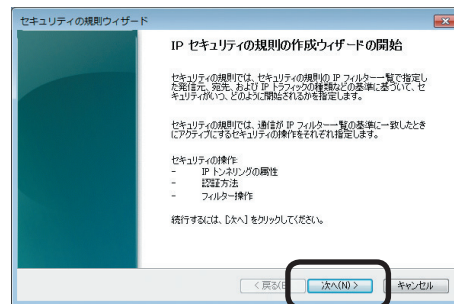 セキュリティの規則ウィザード
IP セキュリティの規則の作成ウィザードの開始
セキュリティの規則では、セキュリティの規則の IP フィルター一覧で指定し
た発信元、宛先、および IP トラフィックの種類などの基準に基づいて、セ
キュリティがいつ、どのように開始されるかを指定します。
セキュリティの規則では、通信が IP フィルター一覧の基準に一致したとき
にアクティブにするセキュリティの操作をそれぞれ指定します。
セキュリティの操作
- IP トンネリングの属性
- 認証方法
- フィルター操作
続行するには、[次へ] をクリックしてください。
< 戻る(B) 次へ(N) > キャンセル